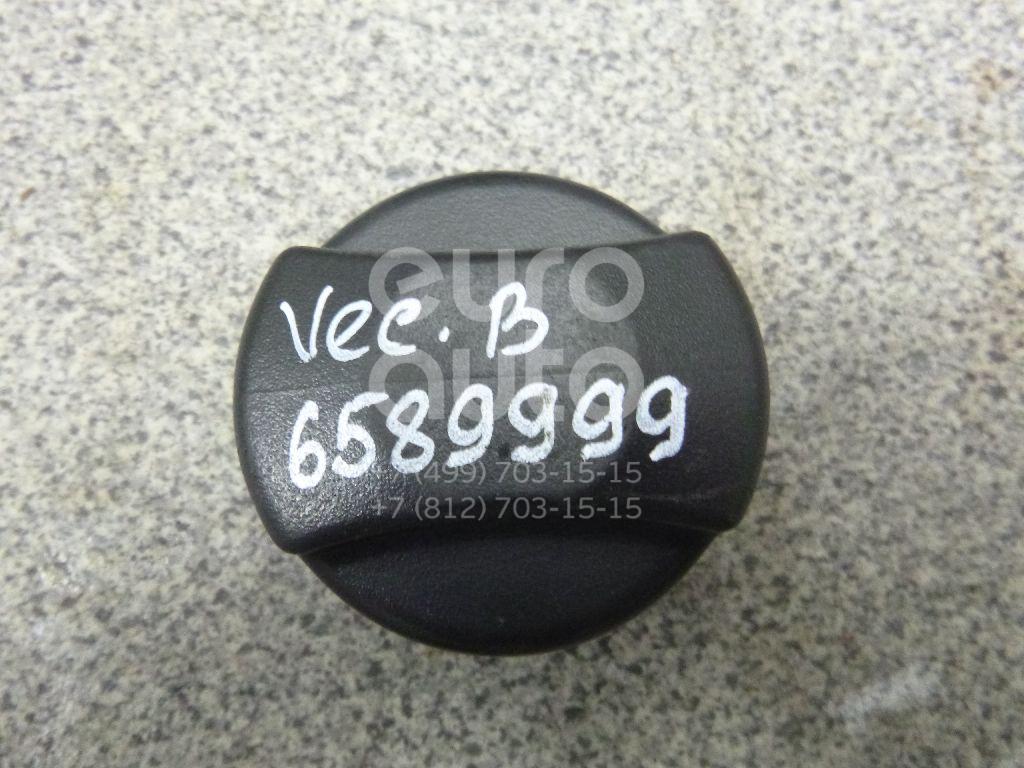 euro
Vec. B
auto
6589999
+7 (499) 703-15-15
+7 (812) 703-15-15